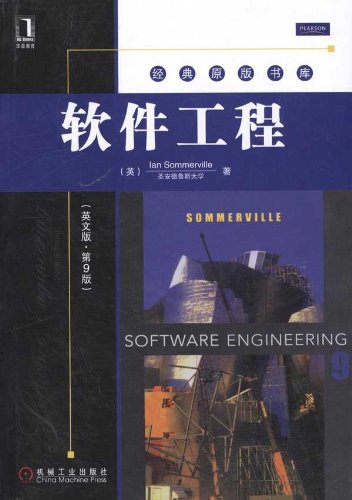 华章教育
PEARSON
经典原版书库
软件工程
(英)
Ian Sommerville
圣安德鲁斯大学
著
(英文版·第9版)
SOMMERVILLE
SOFTWARE ENGINEERING
9
机械工业出版社
China Machine Press